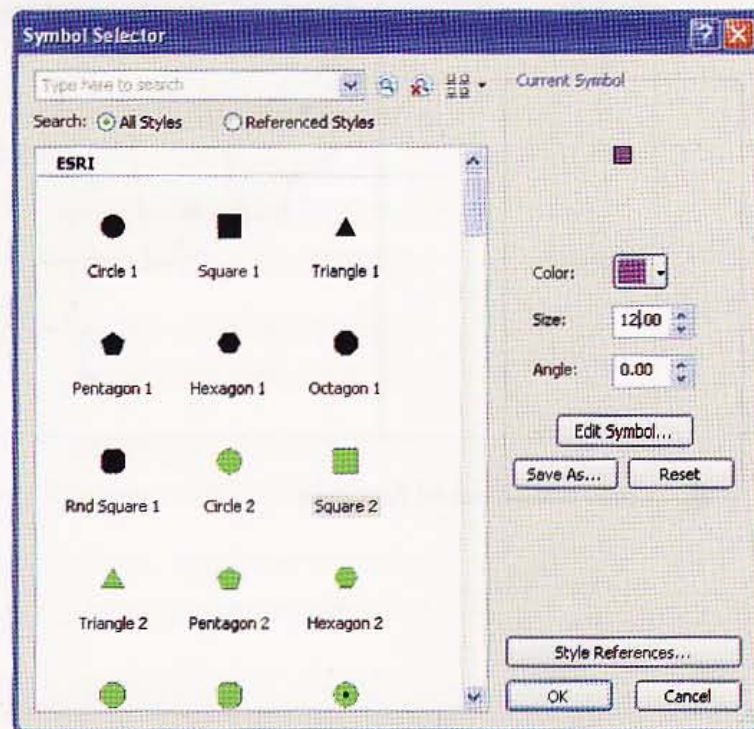 Symbol Selector
Type here to search
Current Symbol
Search: All Styles Referenced Styles
ESRI
Circle 1 Square 1 Triangle 1
Color:
Size: 12.00
Pentagon 1 Hexagon 1 Octagon 1
Angle: 0.00
Edit Symbol...
Save As... Reset
Rnd Square 1 Circle 2 Square 2
Triangle 2 Pentagon 2 Hexagon 2
Style References...
OK Cancel